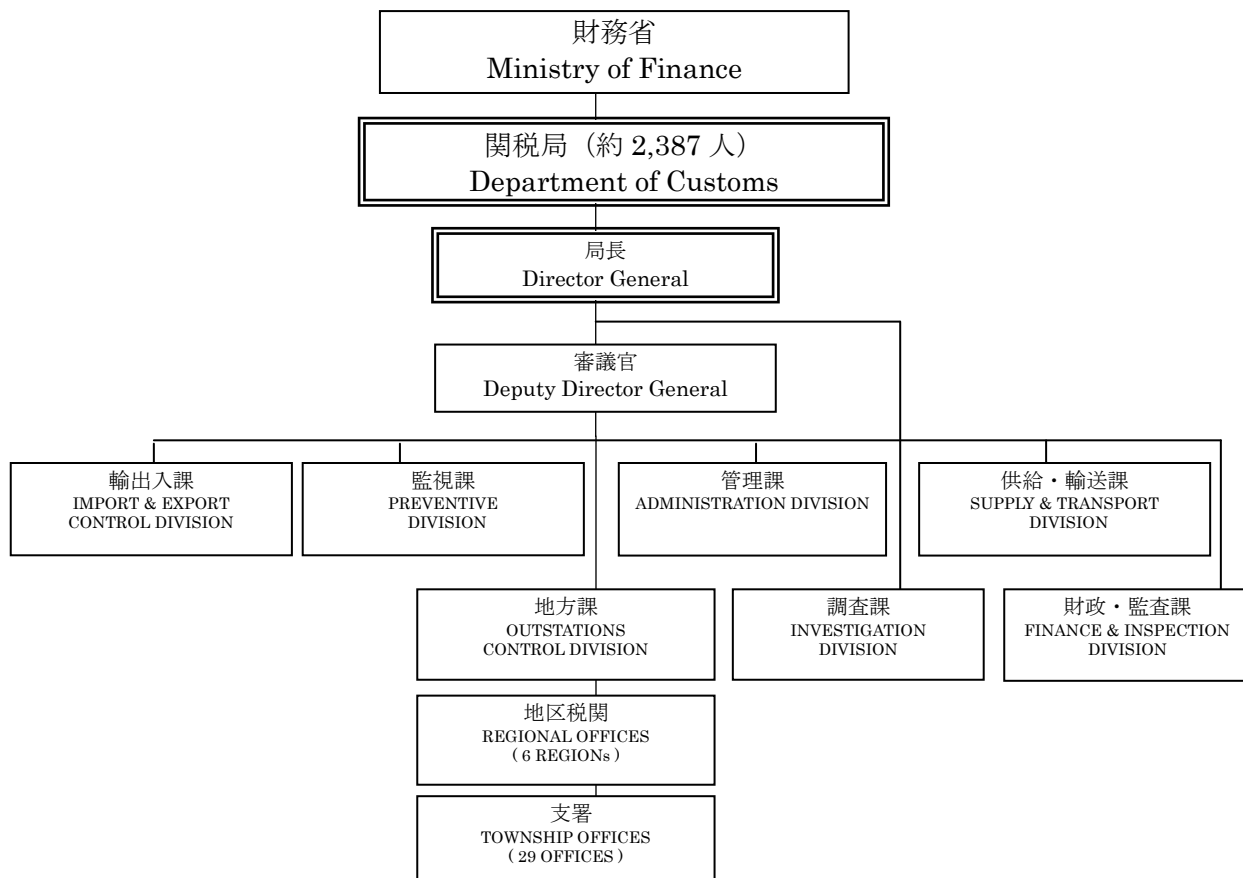 財務省
Ministry of Finance
関税局（約 2,387 人）
Department of Customs
局長
Director General
審議官
Deputy Director General
輸出入課
IMPORT & EXPORT
CONTROL DIVISION
監視課
PREVENTIVE
DIVISION
管理課
ADMINISTRATION DIVISION
供給・輸送課
SUPPLY & TRANSPORT
DIVISION
地方課
OUTSTATIONS
CONTROL DIVISION
調査課
INVESTIGATION
DIVISION
財政・監査課
FINANCE & INSPECTION
DIVISION
地区税関
REGIONAL OFFICES
( 6 REGIONs )
支署
TOWNSHIP OFFICES
( 29 OFFICES )